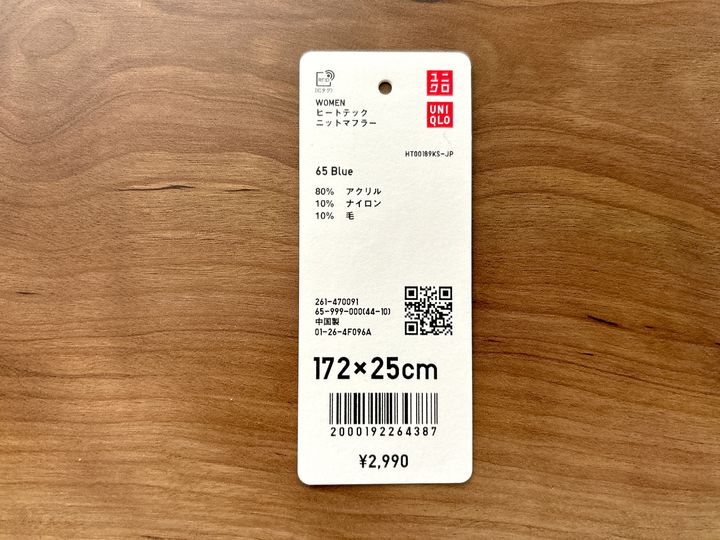 RFID
(ICタグ)
ユニ
クロ
UNI
QLO
WOMEN
ヒートテック
ニットマフラー
HT00189KS-JP
65 Blue
80% アクリル
10% ナイロン
10% 毛
261-470091
65-999-000(44-10)
中国製
01-26-4F096A
172×25cm
2000192264387
¥2,990